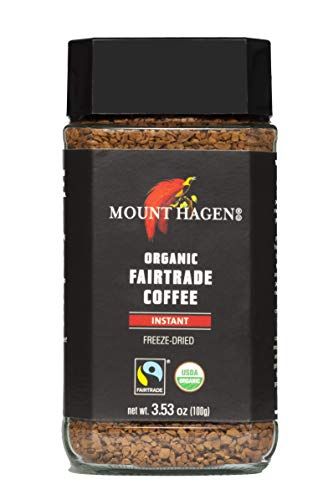 MOUNT HAGEN®
ORGANIC
FAIRTRADE
COFFEE
INSTANT
FREEZE-DRIED
FAIRTRADE
USDA
ORGANIC
net wt. 3.53 oz (100g)